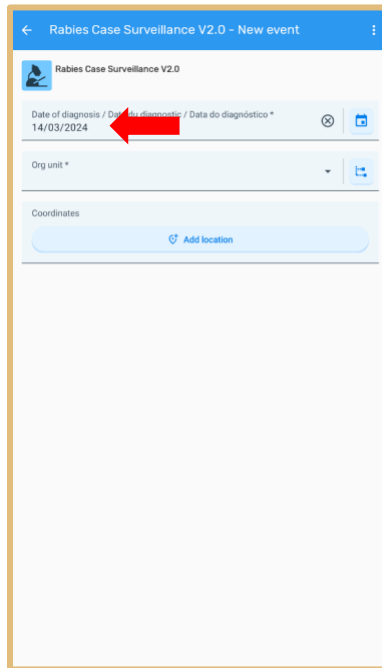 Rabies Case Surveillance V2.0 - New event
Rabies Case Surveillance V2.0
Date of diagnosis / Date du diagnostic / Data do diagnóstico *
14/03/2024
Org unit *
Coordinates
Add location